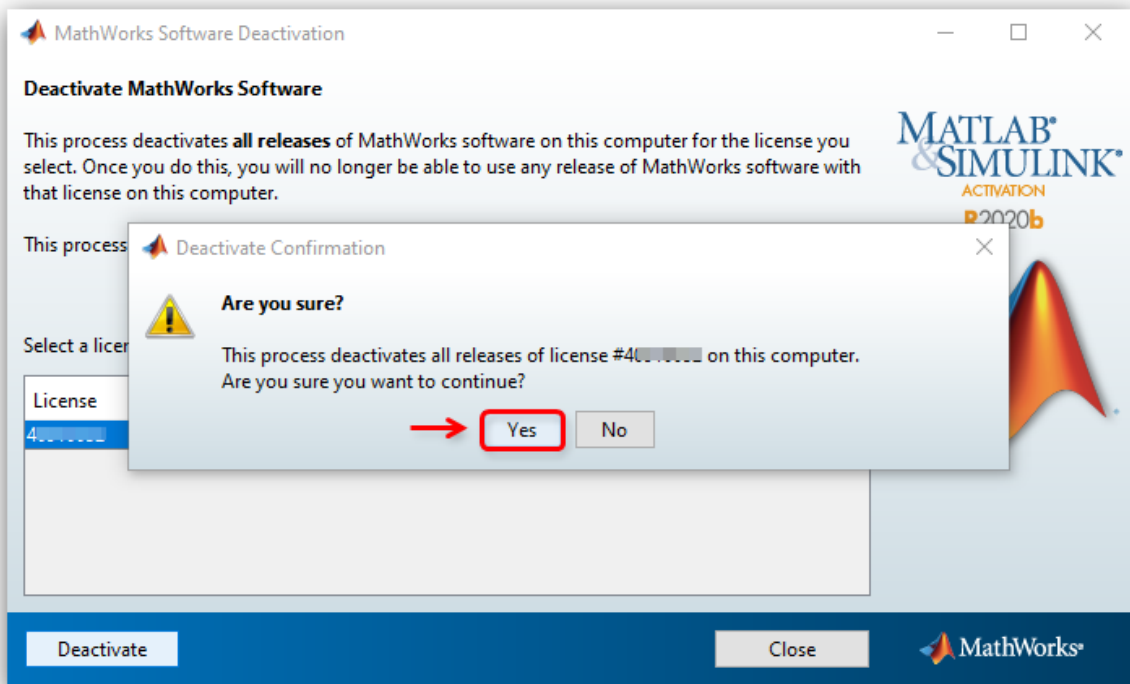 MathWorks Software Deactivation
Deactivate MathWorks Software
This process deactivates all releases of MathWorks software on this computer for the license you
select. Once you do this, you will no longer be able to use any release of MathWorks software with
that license on this computer.
MATLAB®
&SIMULINK®
ACTIVATION
R2020b
This process
Deactivate Confirmation
Are you sure?
This process deactivates all releases of license on this computer.
Are you sure you want to continue?
Yes
No
Select a
License
Deactivate
Close
MathWorks®